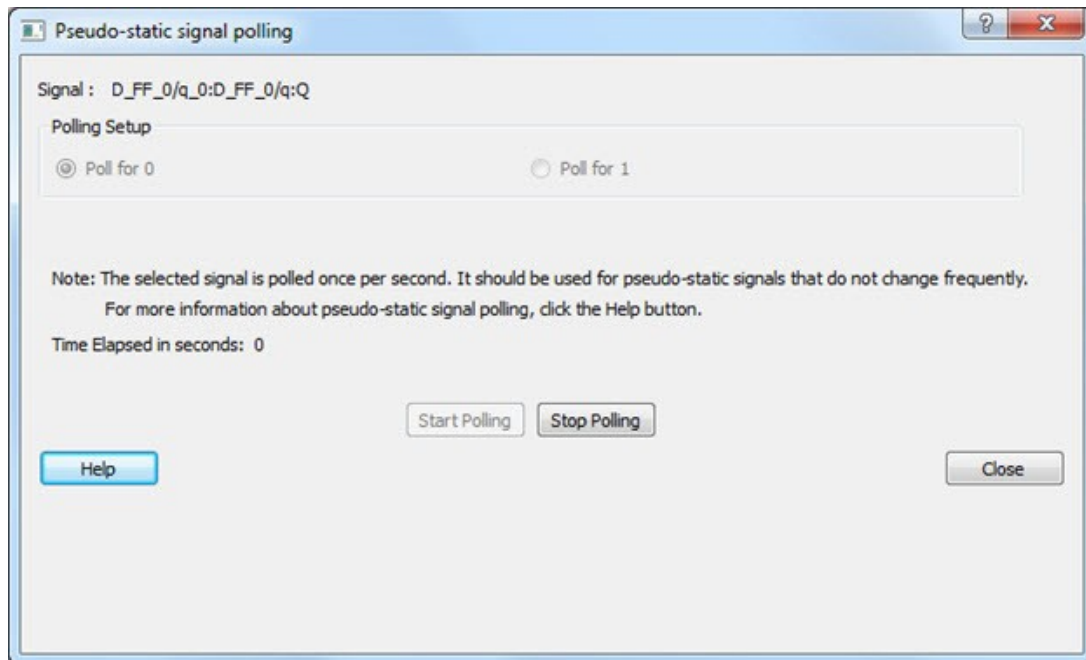 Pseudo-static signal polling
?
X
Signal : D_FF_0/q_0:D_FF_0/q:Q
Polling Setup
Poll for 0 Poll for 1
Note: The selected signal is polled once per second. It should be used for pseudo-static signals that do not change frequently.
For more information about pseudo-static signal polling, click the Help button.
Time Elapsed in seconds: 0
Start Polling Stop Polling
Help Close